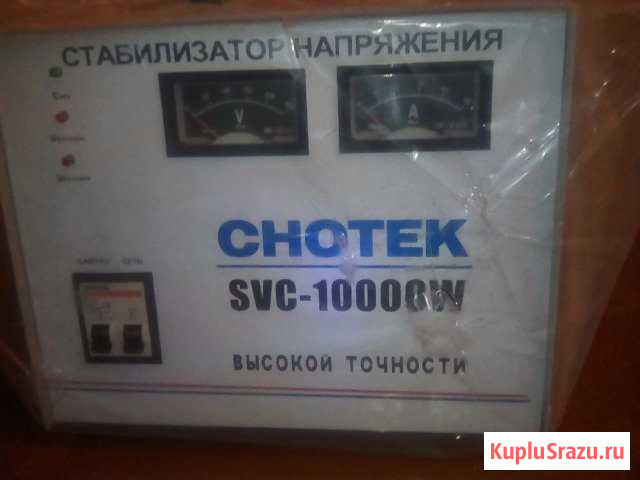 СТАБИЛИЗАТОР НАПРЯЖЕНИЯ
V
A
CHOTEK
SVC-10000W
ВЫСОКОЙ ТОЧНОСТИ
KupluSrazu.ru